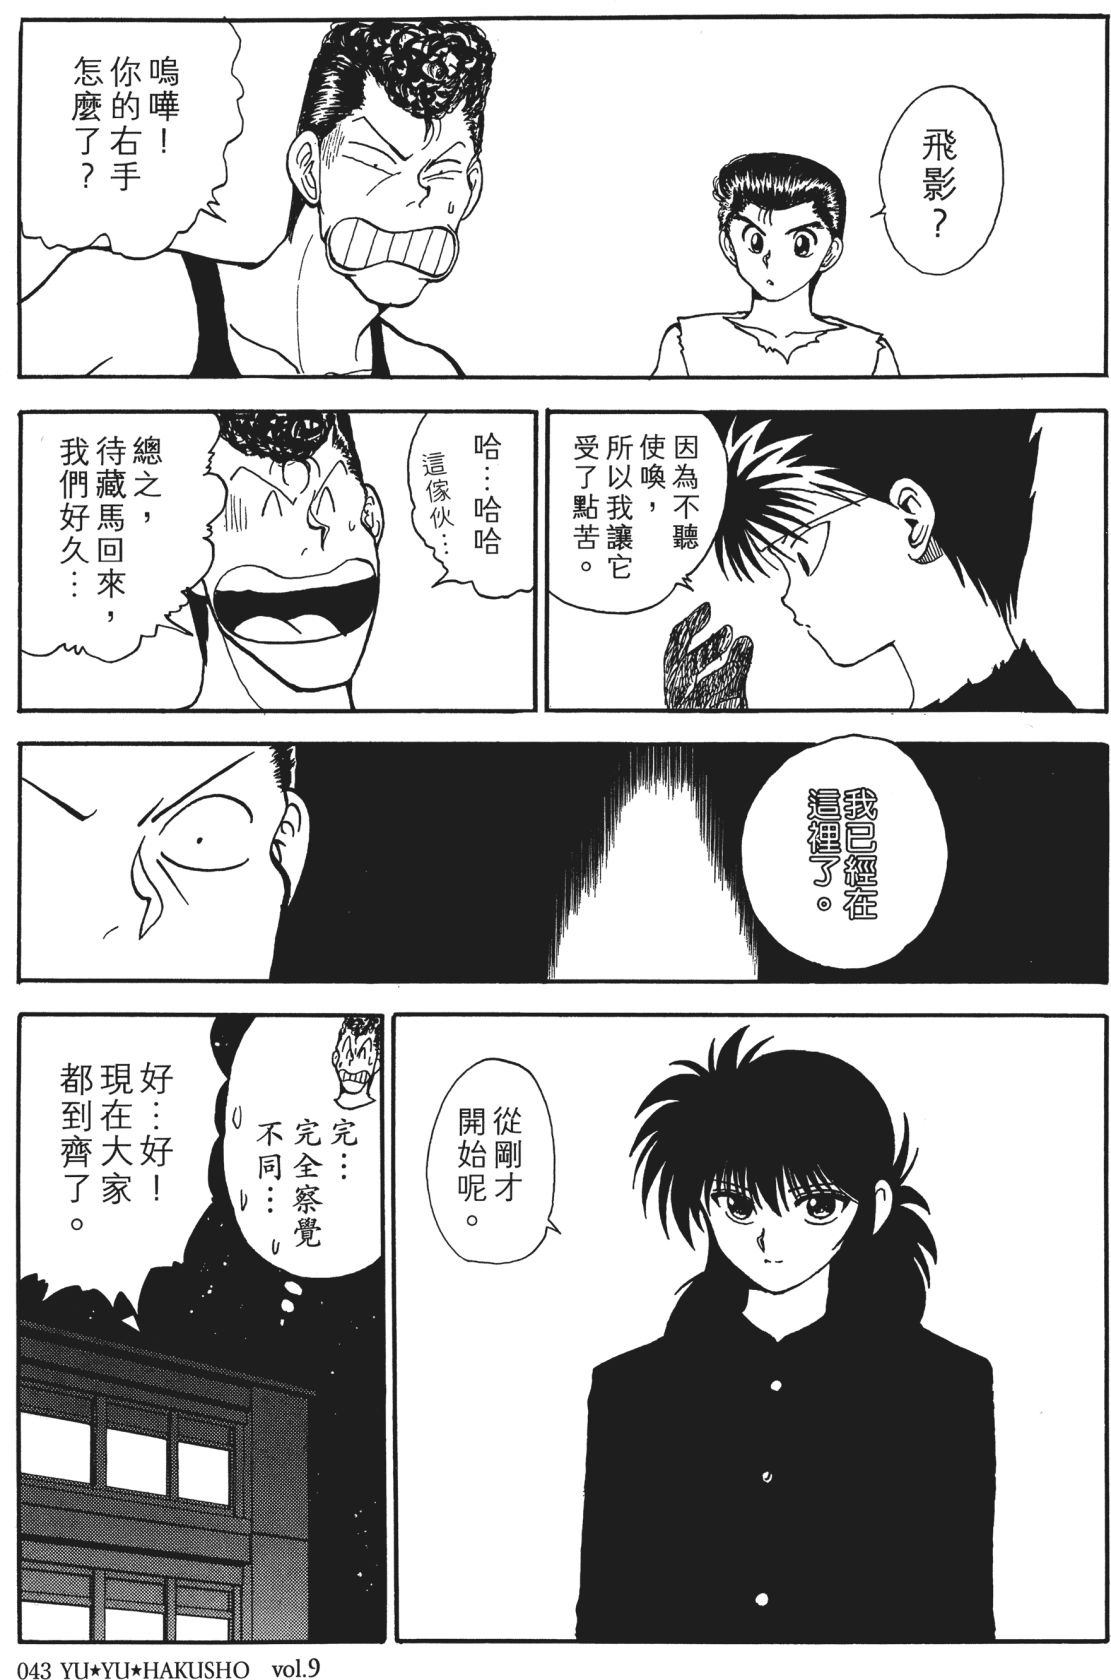 飛影？
嗚嘩！
你的右手
怎麼了？
因為不聽
使喚，
所以我讓它
受了點苦。
哈…哈哈
這傢伙…
總之，
待藏馬回來，
我們好久…
我已經在
這裡了。
從剛才
開始呢。
完…
完全察覺
不同…
好…好！
現在大家
都到齊了。
043 YU★YU★HAKUSHO vol.9